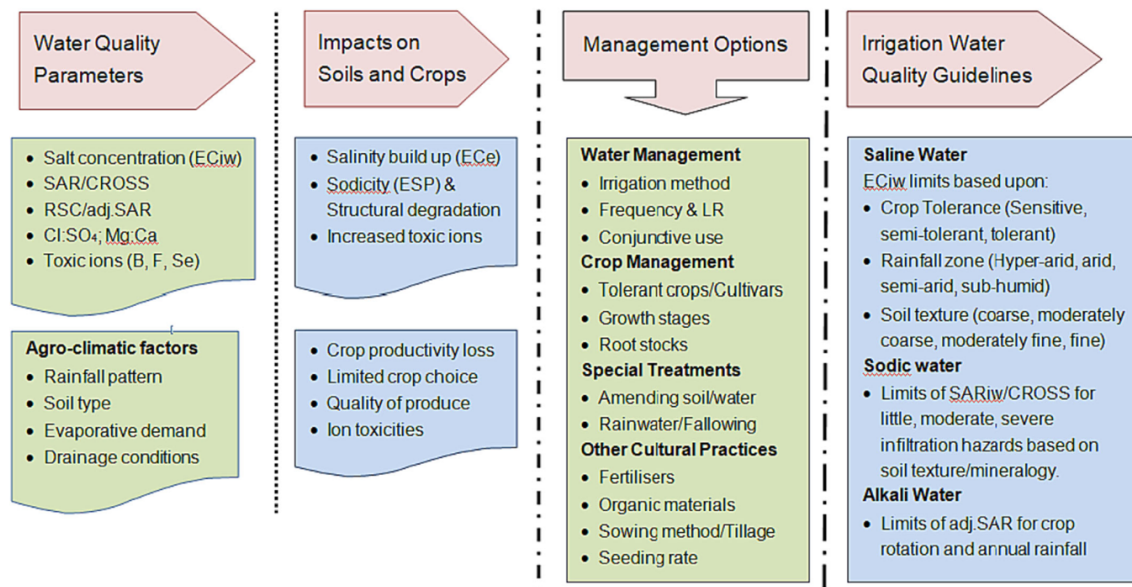 Water Quality
Parameters
• Salt concentration (ECiw)
• SAR/CROSS
• RSC/adj.SAR
• Cl:SO₄; Mg:Ca
• Toxic ions (B, F, Se)
Agro-climatic factors
• Rainfall pattern
• Soil type
• Evaporative demand
• Drainage conditions
Impacts on
Soils and Crops
• Salinity build up (ECe)
• Sodicity (ESP) &
Structural degradation
• Increased toxic ions
• Crop productivity loss
• Limited crop choice
• Quality of produce
• Ion toxicities
Management Options
Water Management
• Irrigation method
• Frequency & LR
• Conjunctive use
Crop Management
• Tolerant crops/Cultivars
• Growth stages
• Root stocks
Special Treatments
• Amending soil/water
• Rainwater/Fallowing
Other Cultural Practices
• Fertilisers
• Organic materials
• Sowing method/Tillage
• Seeding rate
Irrigation Water
Quality Guidelines
Saline Water
ECiw limits based upon:
• Crop Tolerance (Sensitive,
semi-tolerant, tolerant)
• Rainfall zone (Hyper-arid, arid,
semi-arid, sub-humid)
• Soil texture (coarse, moderately
coarse, moderately fine, fine)
Sodic water
• Limits of SARiw/CROSS for
little, moderate, severe
infiltration hazards based on
soil texture/mineralogy.
Alkali Water
• Limits of adj.SAR for crop
rotation and annual rainfall